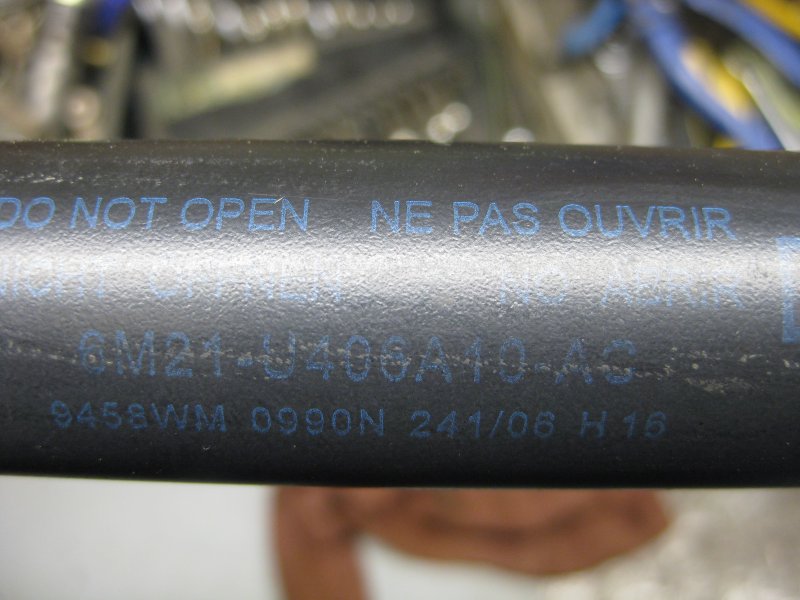 DO NOT OPEN NE PAS OUVRIR
NICHT ÖFFNEN NO ABRIR
6M21-U406A10-AC
9458WM 0990N 241/06 H 16